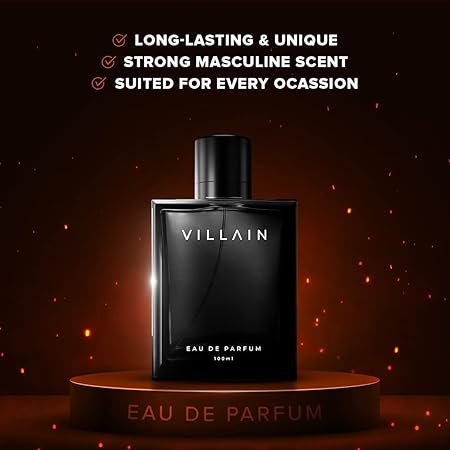 LONG-LASTING & UNIQUE
STRONG MASCULINE SCENT
SUITED FOR EVERY OCASSION
VILLAIN
EAU DE PARFUM
100ml
EAU DE PARFUM